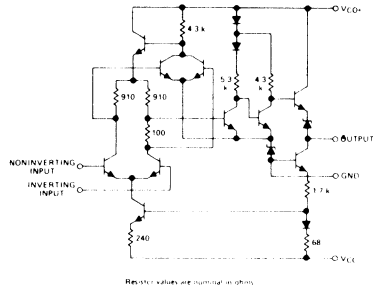 4.3 k
VCC+
910
910
5.3 k
4.3 k
100
OUTPUT
NONINVERTING INPUT
GND
INVERTING INPUT
1.7 k
240
68
VCC
Resistor values are nominal in ohms